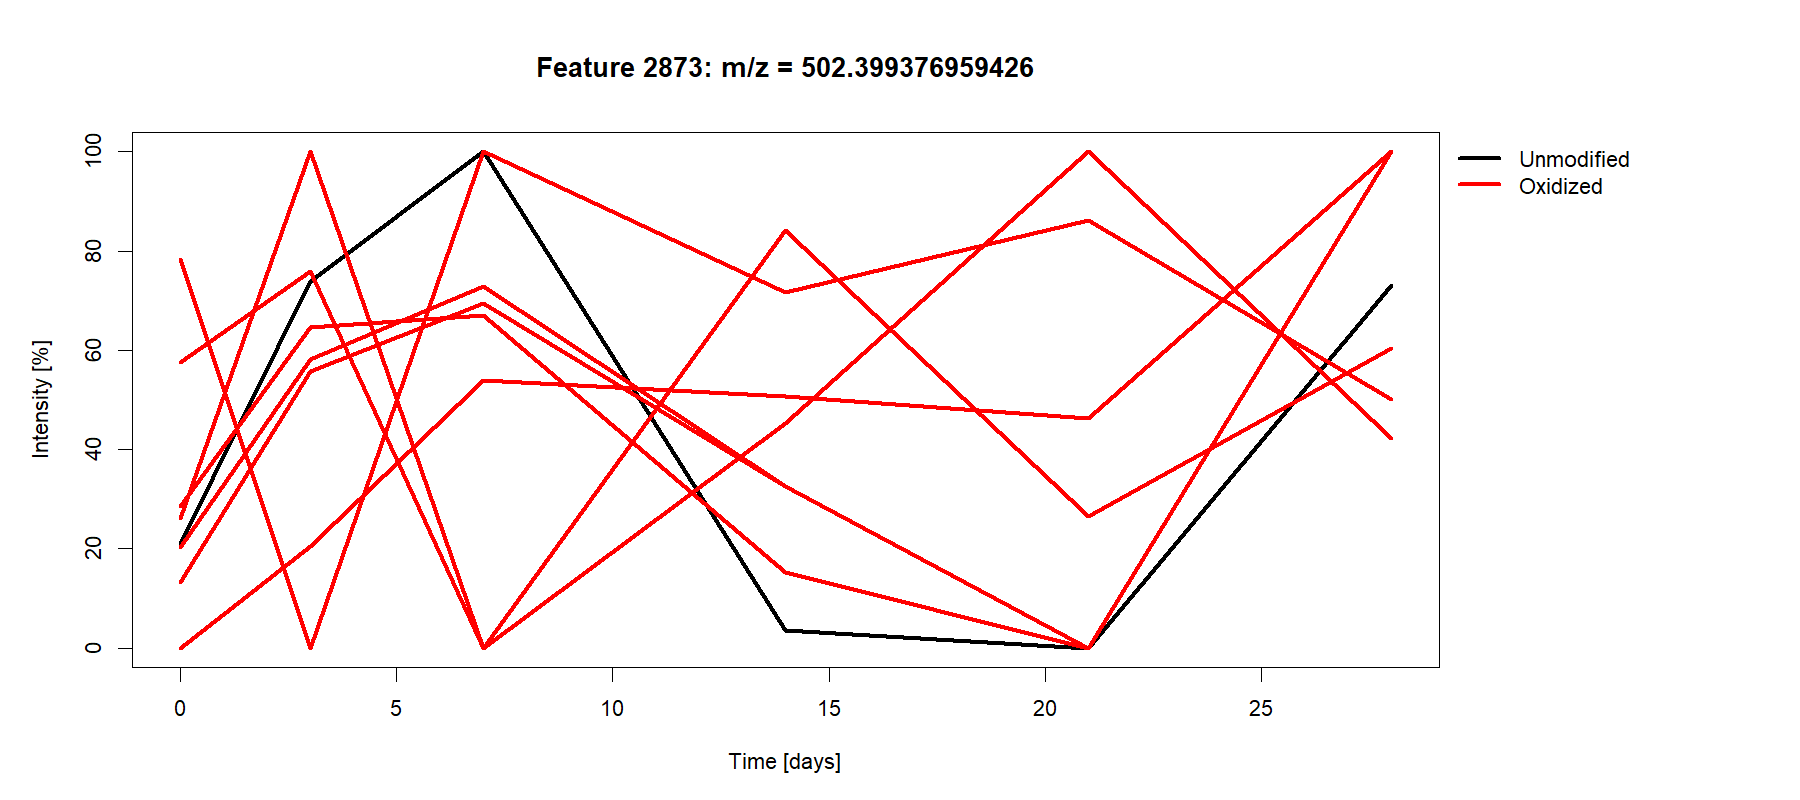 Feature 2873: m/z = 502.399376959426
Unmodified
Oxidized
Intensity [%]
100
80
60
40
20
0
0 5 10 15 20 25
Time [days]